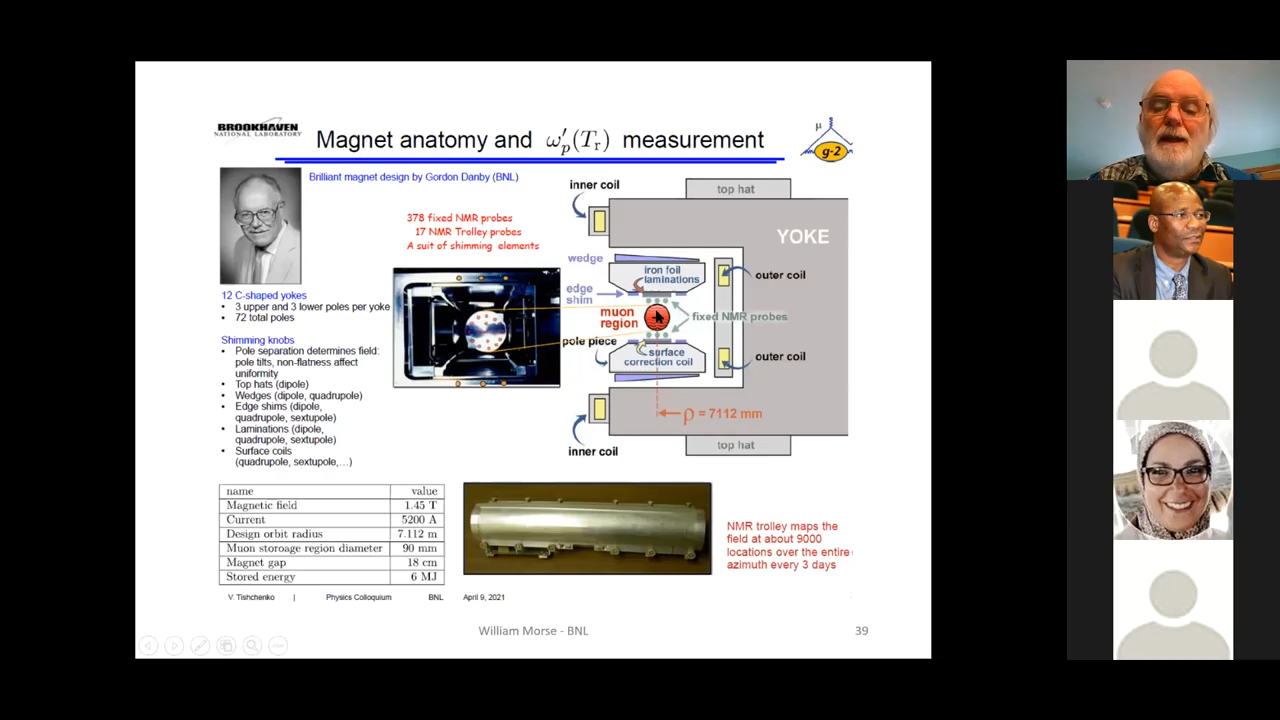 BROOKHAVEN
NATIONAL LABORATORY
Magnet anatomy and ω′p(Tr) measurement
μ
g-2
Brilliant magnet design by Gordon Danby (BNL)
378 fixed NMR probes
17 NMR Trolley probes
A suit of shimming elements
12 C-shaped yokes
• 3 upper and 3 lower poles per yoke
• 72 total poles
Shimming knobs
• Pole separation determines field:
pole tilts, non-flatness affect
uniformity
• Top hats (dipole)
• Wedges (dipole, quadrupole)
• Edge shims (dipole,
quadrupole, sextupole)
• Laminations (dipole,
quadrupole, sextupole)
• Surface coils
(quadrupole, sextupole,...)
inner coil
top hat
YOKE
wedge
iron foil
laminations
outer coil
edge
shim
muon
region
fixed NMR probes
pole piece
surface
correction coil
outer coil
ρ = 7112 mm
inner coil
top hat
name value
Magnetic field 1.45 T
Current 5200 A
Design orbit radius 7.112 m
Muon storoage region diameter 90 mm
Magnet gap 18 cm
Stored energy 6 MJ
NMR trolley maps the
field at about 9000
locations over the entire
azimuth every 3 days
V. Tishchenko | Physics Colloquium BNL April 9, 2021
William Morse - BNL 39